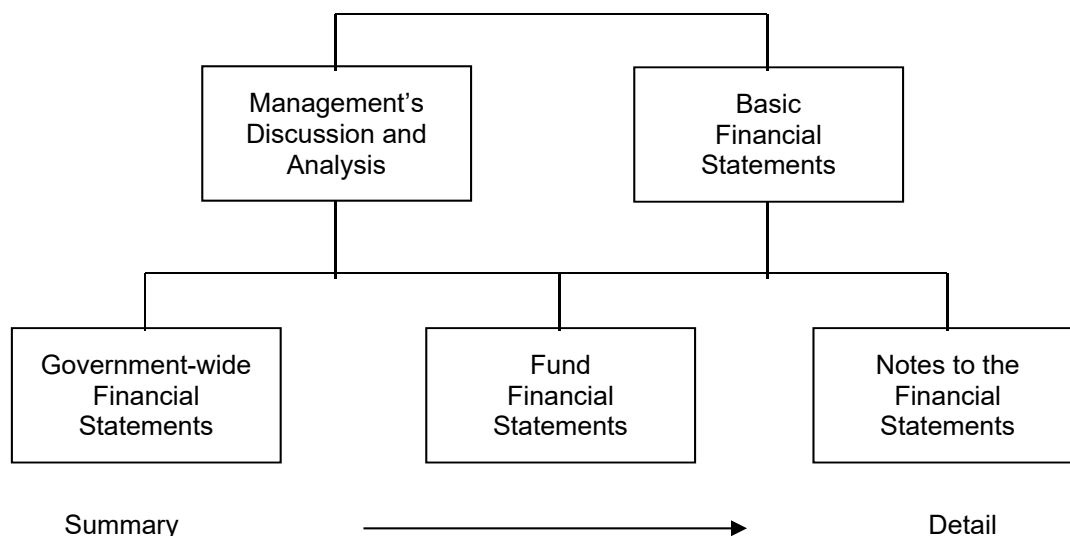 Management’s
Discussion and
Analysis
Basic
Financial
Statements
Government-wide
Financial
Statements
Fund
Financial
Statements
Notes to the
Financial
Statements
Summary
Detail